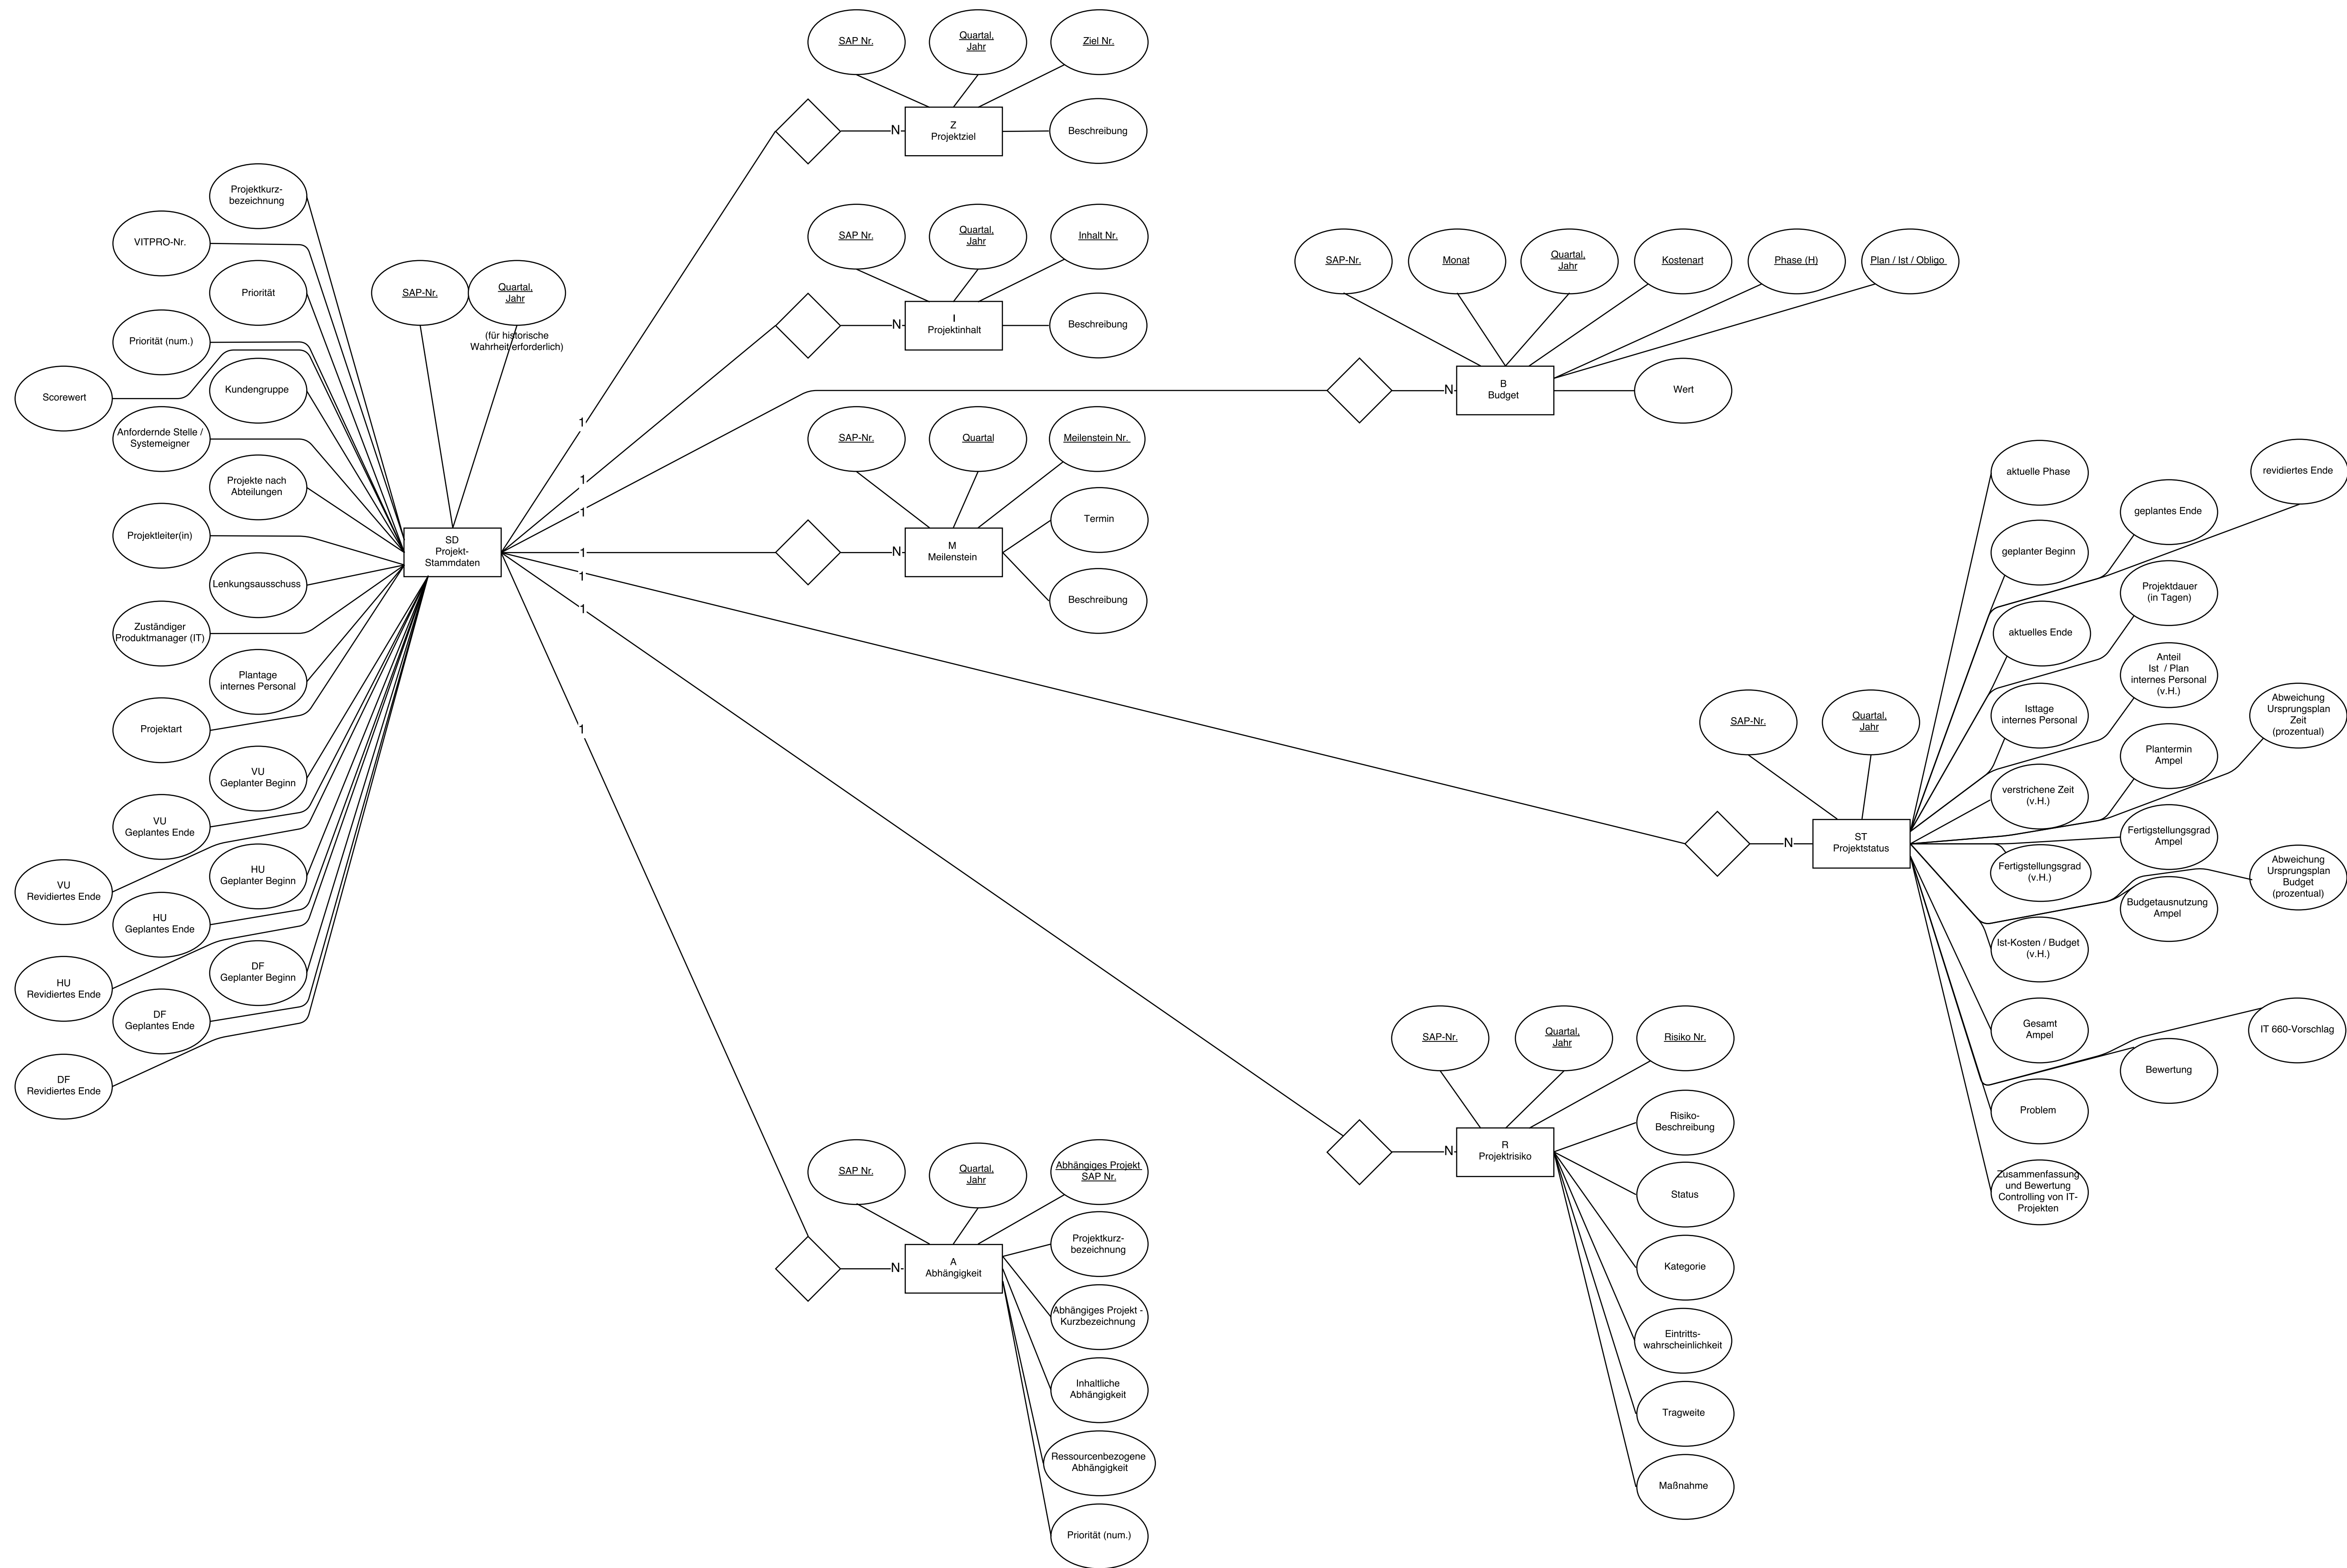 SAP Nr.
Quartal,
Jahr
Ziel Nr.
Z
Projektziel
Beschreibung
N
SAP Nr.
Quartal,
Jahr
Inhalt Nr.
I
Projektinhalt
Beschreibung
N
SAP-Nr.
Monat
Quartal,
Jahr
Kostenart
Phase (H)
Plan / Ist / Obligo
B
Budget
Wert
N
SAP-Nr.
Quartal
Meilenstein Nr.
Termin
M
Meilenstein
Beschreibung
N
1
1
1
1
1
1
1
Projektkurz-
bezeichnung
VITPRO-Nr.
Priorität
Priorität (num.)
Scorewert
Kundengruppe
Anfordernde Stelle /
Systemeigner
Projekte nach
Abteilungen
Projektleiter(in)
Lenkungsausschuss
Zuständiger
Produktmanager (IT)
Plantage
internes Personal
Projektart
VU
Geplanter Beginn
VU
Geplantes Ende
VU
Revidiertes Ende
HU
Geplanter Beginn
HU
Geplantes Ende
HU
Revidiertes Ende
DF
Geplanter Beginn
DF
Geplantes Ende
DF
Revidiertes Ende
SAP-Nr.
Quartal,
Jahr
(für historische
Wahrheit erforderlich)
SD
Projekt-
Stammdaten
SAP-Nr.
Quartal,
Jahr
ST
Projektstatus
N
aktuelle Phase
revidiertes Ende
geplantes Ende
geplanter Beginn
Projektdauer
(in Tagen)
aktuelles Ende
Anteil
Ist / Plan
internes Personal
(v.H.)
Isttage
internes Personal
Abweichung
Ursprungsplan
Zeit
(prozentual)
Plantermin
Ampel
verstrichene Zeit
(v.H.)
Fertigstellungsgrad
Ampel
Fertigstellungsgrad
(v.H.)
Abweichung
Ursprungsplan
Budget
(prozentual)
Budgetausnutzung
Ampel
Ist-Kosten / Budget
(v.H.)
Gesamt
Ampel
IT 660-Vorschlag
Bewertung
Problem
Zusammenfassung
und Bewertung
Controlling von IT-
Projekten
SAP-Nr.
Quartal,
Jahr
Risiko Nr.
R
Projektrisiko
N
Risiko-
Beschreibung
Status
Kategorie
Eintritts-
wahrscheinlichkeit
Tragweite
Maßnahme
SAP Nr.
Quartal,
Jahr
Abhängiges Projekt
SAP Nr.
A
Abhängigkeit
N
Projektkurz-
bezeichnung
Abhängiges Projekt -
Kurzbezeichnung
Inhaltliche
Abhängigkeit
Ressourcenbezogene
Abhängigkeit
Priorität (num.)